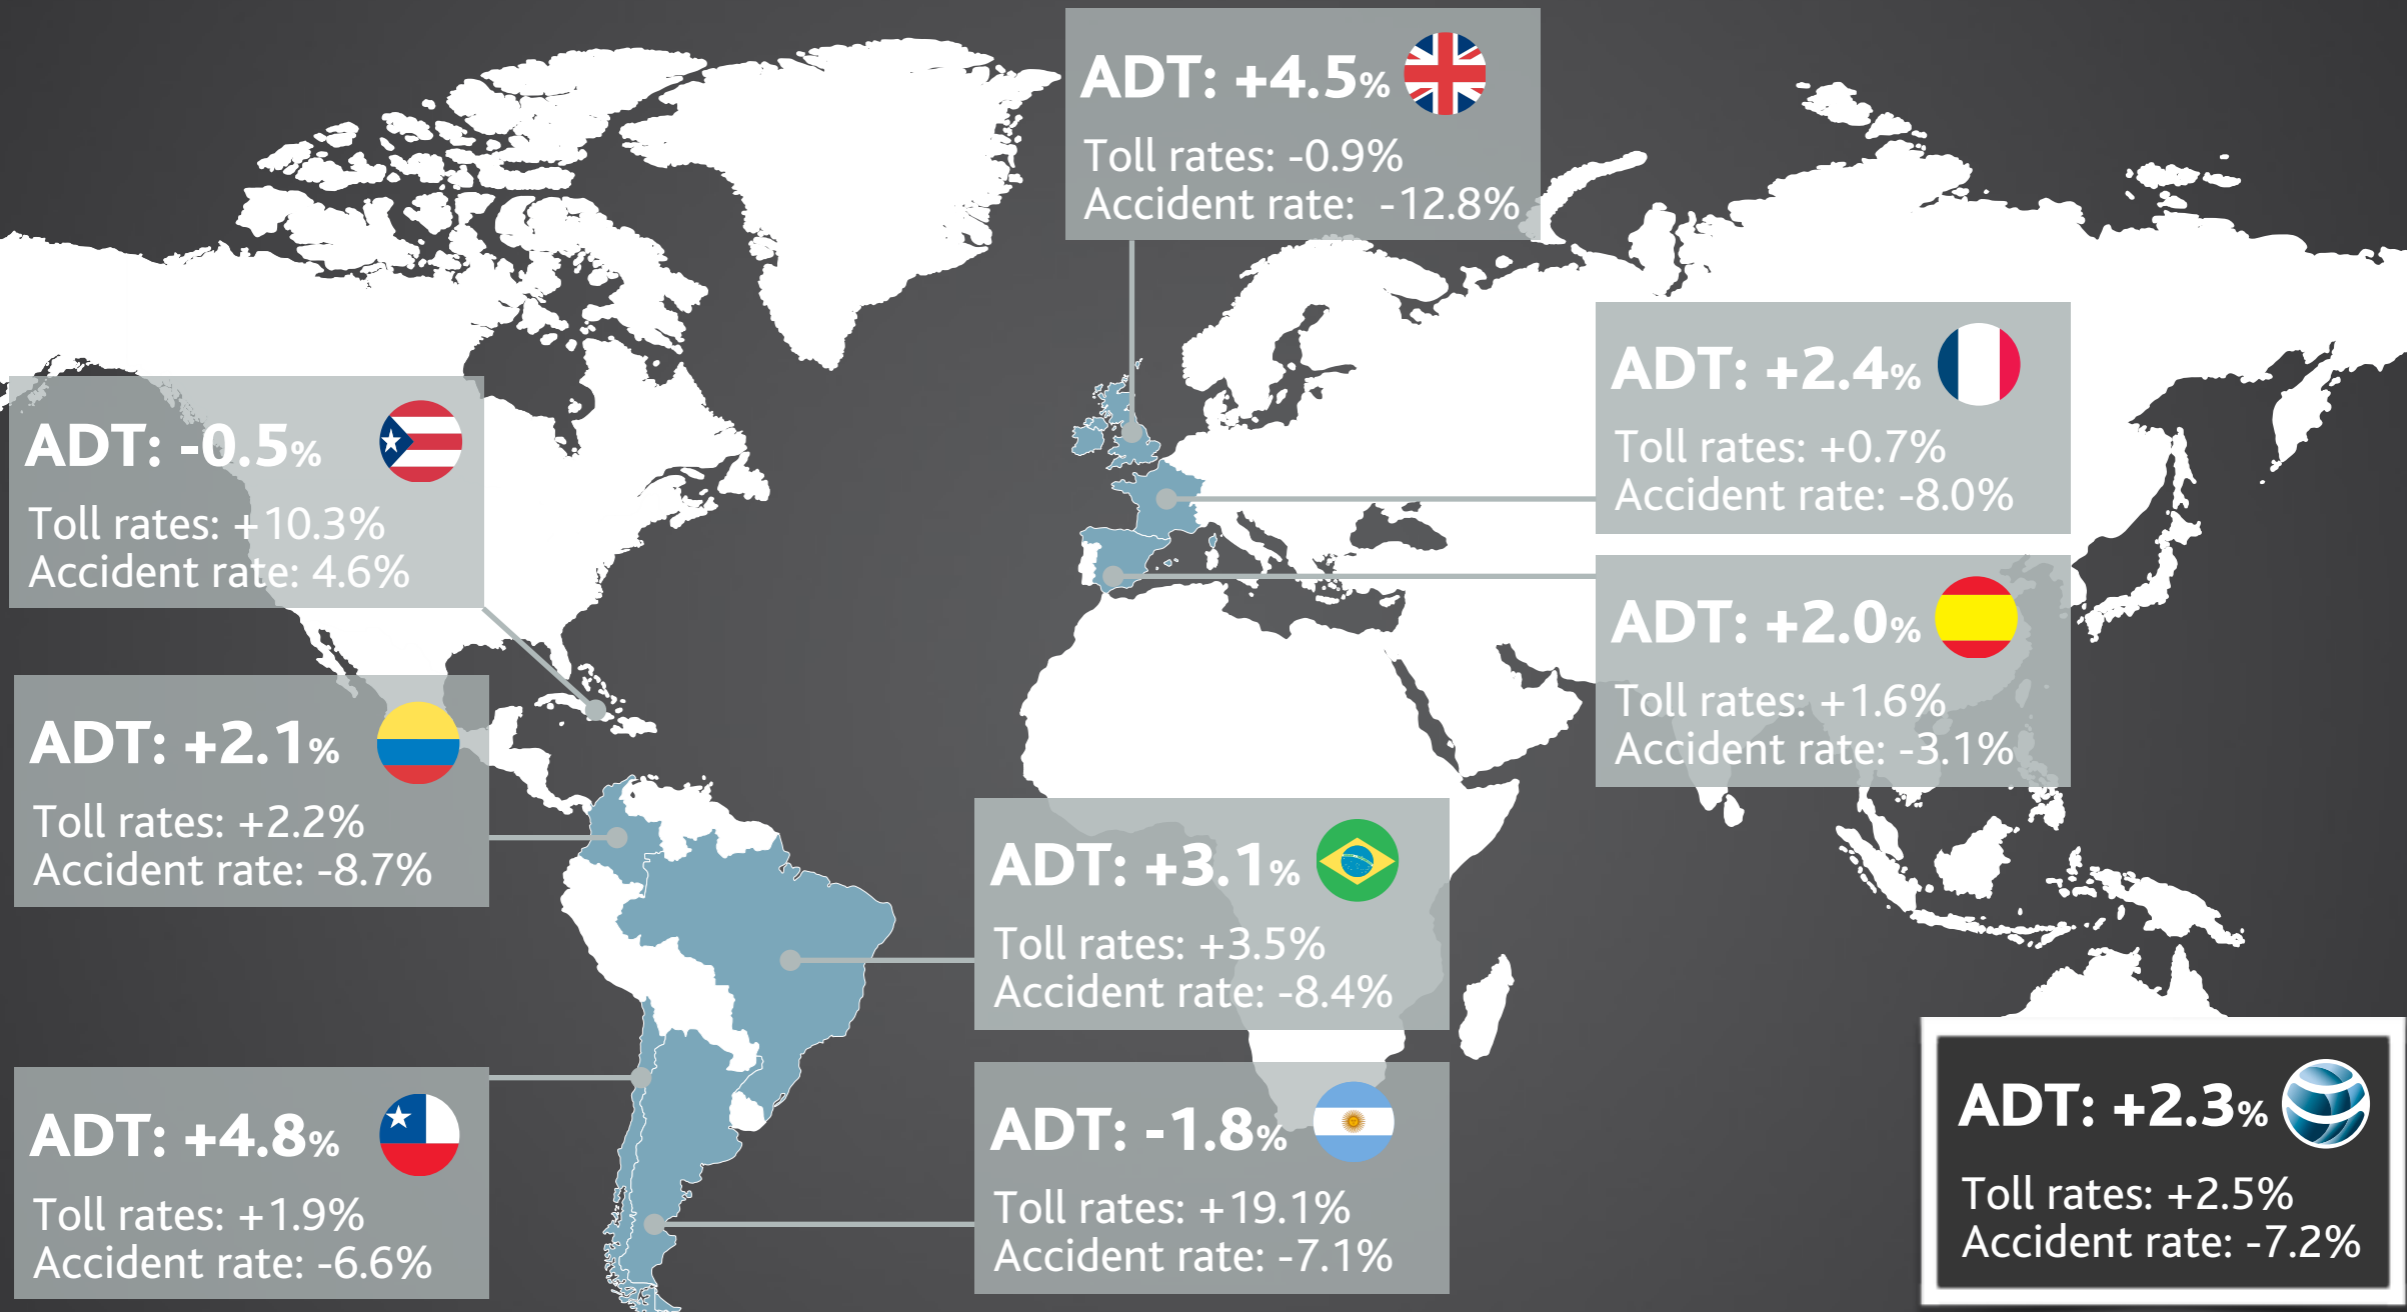 ADT: +4.5%
Toll rates: -0.9%
Accident rate: -12.8%
ADT: +2.4%
Toll rates: +0.7%
Accident rate: -8.0%
ADT: -0.5%
Toll rates: +10.3%
Accident rate: 4.6%
ADT: +2.0%
Toll rates: +1.6%
Accident rate: -3.1%
ADT: +2.1%
Toll rates: +2.2%
Accident rate: -8.7%
ADT: +3.1%
Toll rates: +3.5%
Accident rate: -8.4%
ADT: +4.8%
Toll rates: +1.9%
Accident rate: -6.6%
ADT: -1.8%
Toll rates: +19.1%
Accident rate: -7.1%
ADT: +2.3%
Toll rates: +2.5%
Accident rate: -7.2%